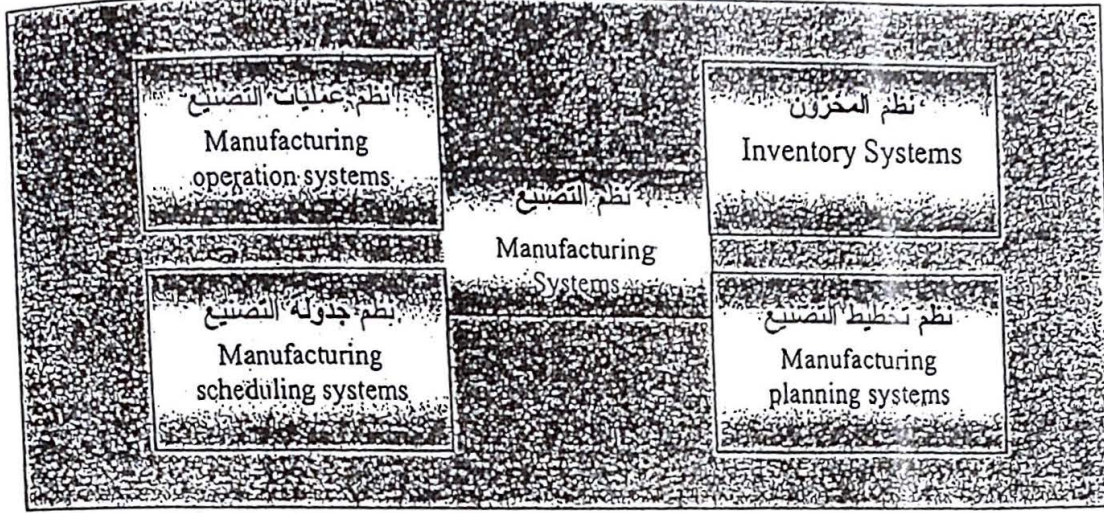 نظم عمليات التصنيع
Manufacturing
operation systems
نظم المخزون
Inventory Systems
نظم التصنيع
Manufacturing
Systems
نظم جدولة التصنيع
Manufacturing
scheduling systems
نظم تخطيط التصنيع
Manufacturing
planning systems